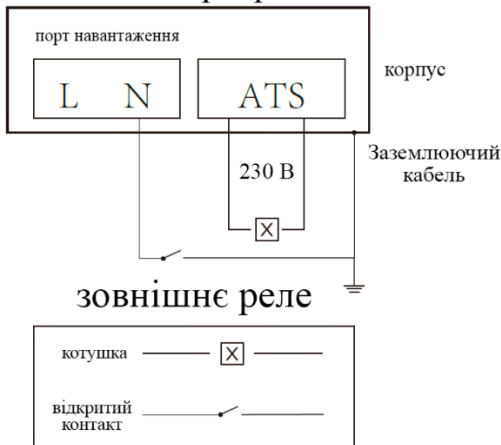 порт навантаження
L N
ATS
корпус
230 В
Заземлюючий
кабель
X
зовнішнє реле
котушка
X
відкритий
контакт